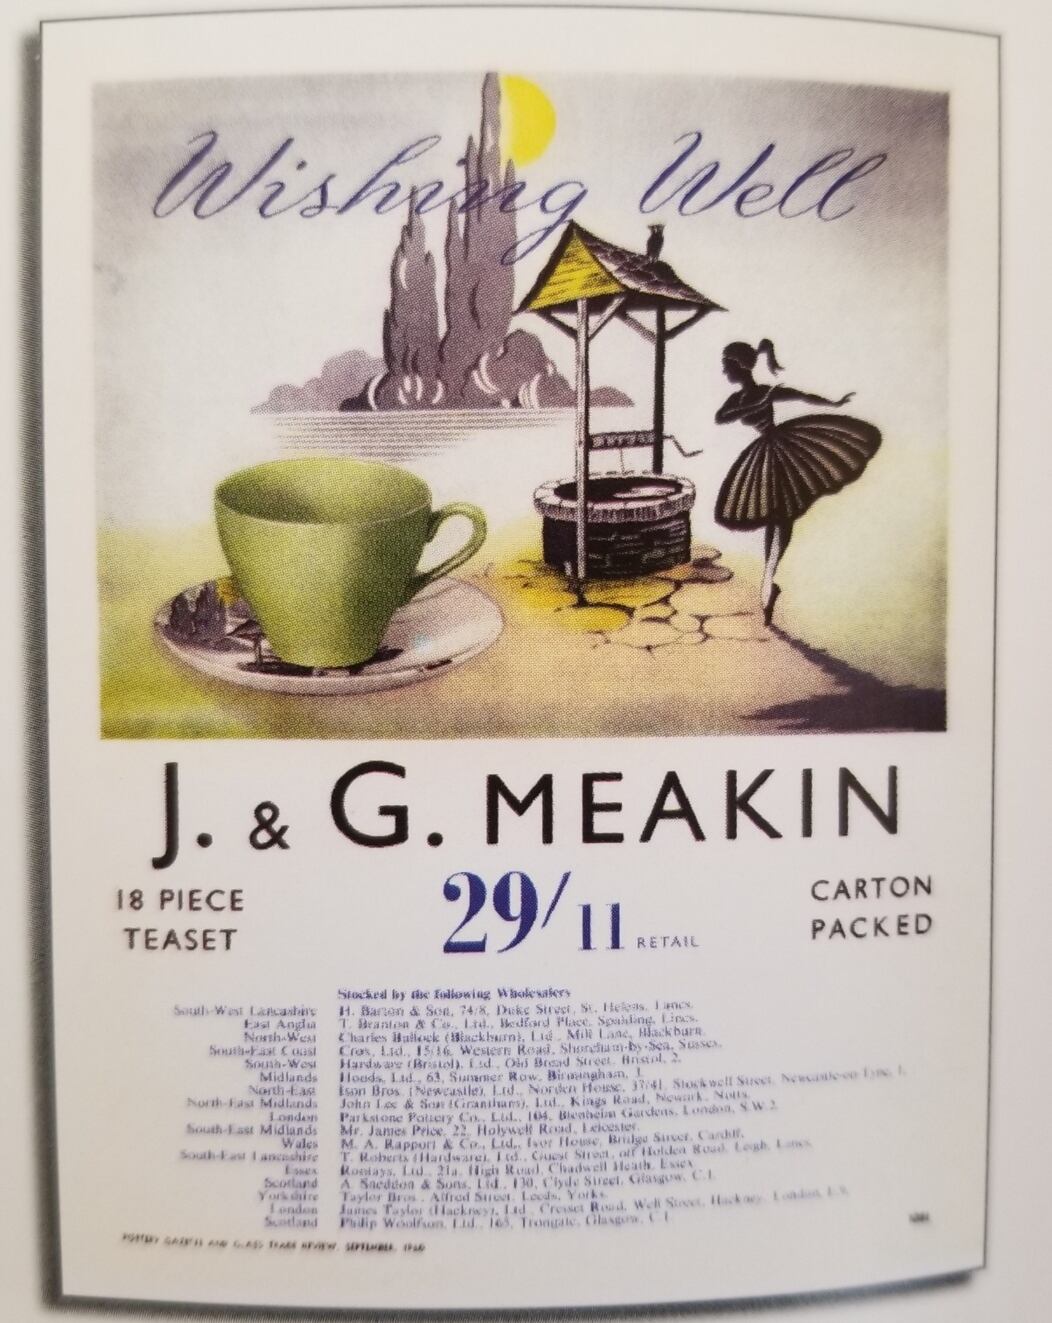 Wishing Well
J. & G. MEAKIN
18 PIECE TEASET
29/11 RETAIL
CARTON PACKED
Stocked by the following Wholesalers
South-West Lancashire H. Barton & Son, 74/8, Duke Street, St. Helens, Lancs.
East Anglia T. Branton & Co., Ltd., Bedford Place, Spalding, Lincs.
North-West Charles Bullock (Blackburn), Ltd., Mill Lane, Blackburn.
South-East Coast Cox, Ltd., 15/16, Western Road, Shoreham-by-Sea, Sussex.
South-West Hardware (Bristol), Ltd., Old Bread Street, Bristol, 2.
Midlands Hoods, Ltd., 63, Summer Row, Birmingham,
North-East Ison Bros. (Newcastle), Ltd., Norden House, 37/41, Stockwell Street, Newcastle-on-Tyne, 1.
North-East Midlands John Lee & Son (Grantham), Ltd., Kings Road, Newark, Notts.
London Parkstone Pottery Co., Ltd., 104, Blenheim Gardens, London, S.W.2
South-East Midlands Mr. James Price, 22, Holywell Road, Leicester.
Wales M. A. Rapport & Co., Ltd., Ivor House, Bridge Street, Cardiff.
South-East Lancashire T. Roberts (Hardware), Ltd., Guest Street, off Holden Road, Leigh, Lancs.
Essex Ltd., 21a, High Road, Chadwell Heath, Essex
Scotland A. Sneddon & Sons, Ltd., 130, Clyde Street, Glasgow, C.1.
Yorkshire Taylor Bros., Alfred Street, Leeds, Yorks.
London James Taylor (Hackney), Ltd., Cresset Road, Well Street, Hackney, London, E.9.
Scotland Philip Woolfson, Ltd., 165, Trongate, Glasgow, C.1.
POTTERY GAZETTE AND GLASS TRADE REVIEW, SEPTEMBER, 1960